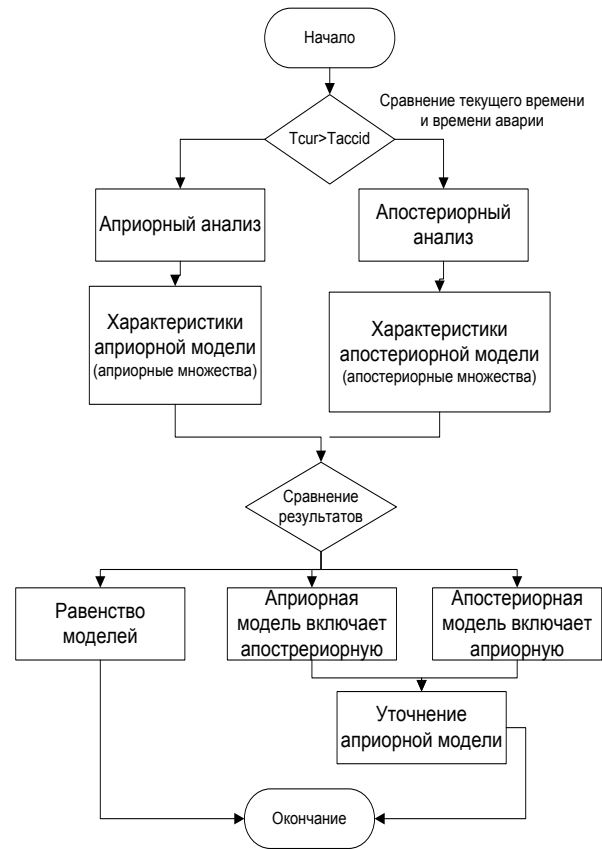 Начало
Сравнение текущего времени
и времени аварии
Tcur>Taccid
Априорный анализ
Апостериорный
анализ
Характеристики
априорной модели
(априорные множества)
Характеристики
апостериорной модели
(апостериорные множества)
Сравнение
результатов
Равенство
моделей
Априорная
модель включает
апострериорную
Апостериорная
модель включает
априорную
Уточнение
априорной модели
Окончание